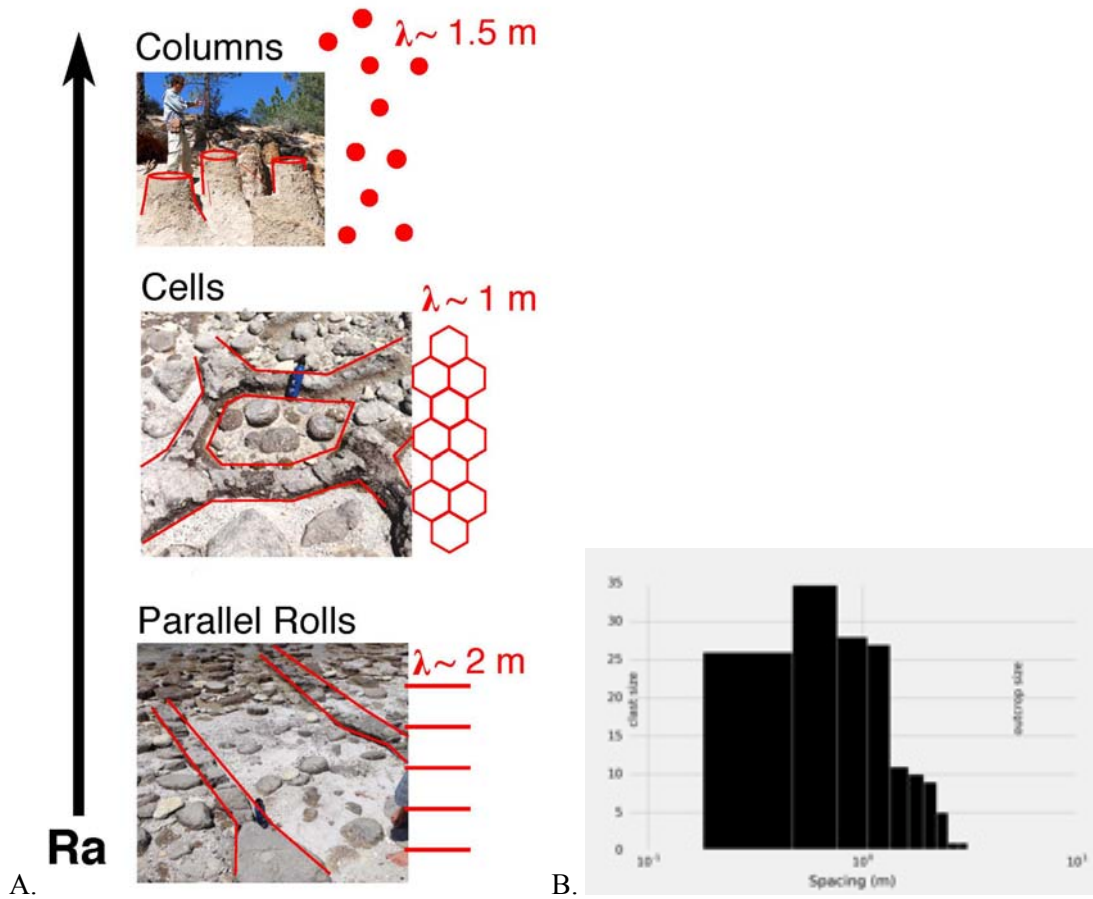 Columns
λ~ 1.5 m
Cells
λ~ 1 m
Parallel Rolls
λ~ 2 m
Ra
A.
B.
35
30
25
20
15
10
5
0
clast size
outcrop size
10⁻¹
10⁰
10¹
Spacing (m)